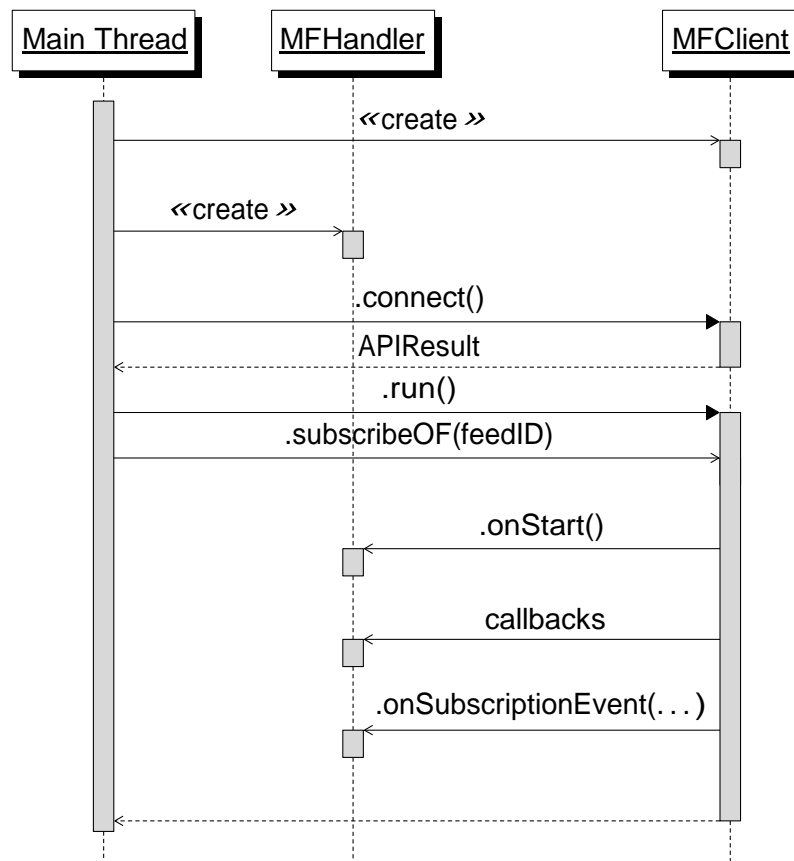 Main Thread
MFHandler
MFClient
«create»
«create»
.connect()
APIResult
.run()
.subscribeOF(feedID)
.onStart()
callbacks
.onSubscriptionEvent(...)